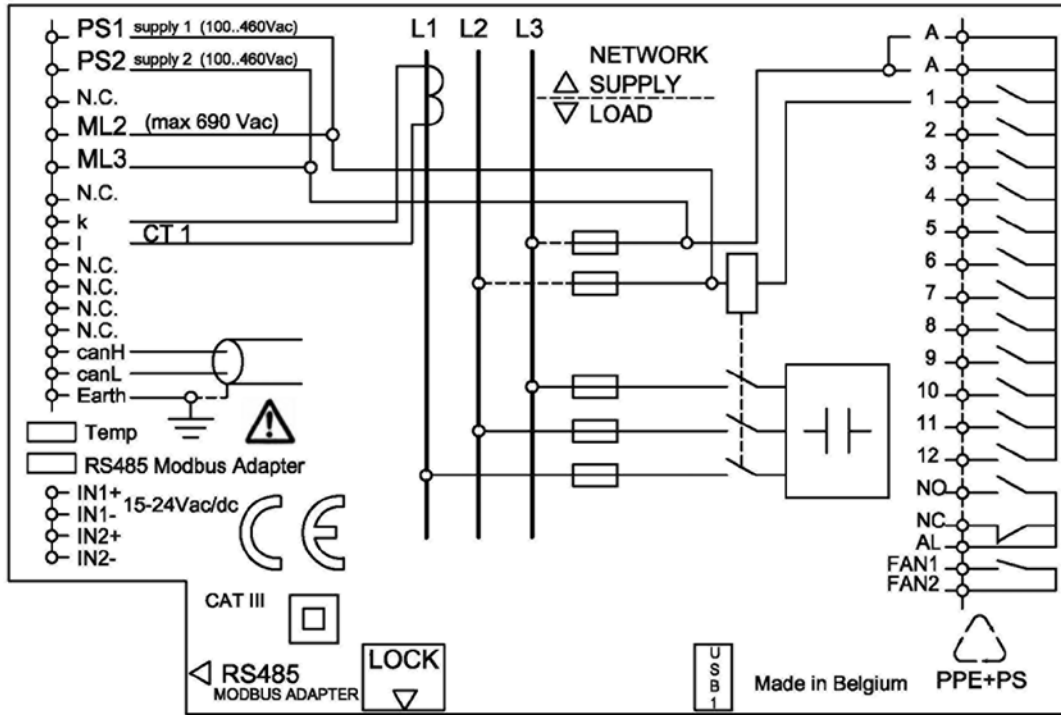 PS1 supply 1 (100..460Vac)
PS2 supply 2 (100..460Vac)
N.C.
ML2 (max 690 Vac)
ML3
N.C.
k
l
CT 1
N.C.
N.C.
N.C.
N.C.
canH
canL
Earth
Temp
RS485 Modbus Adapter
IN1+
IN1-
IN2+
IN2-
15-24Vac/dc
CE
CAT III
RS485
MODBUS ADAPTER
LOCK
L1 L2 L3
NETWORK
SUPPLY
LOAD
A
A
1
2
3
4
5
6
7
8
9
10
11
12
NO
NC
AL
FAN1
FAN2
USB1
Made in Belgium
PPE+PS